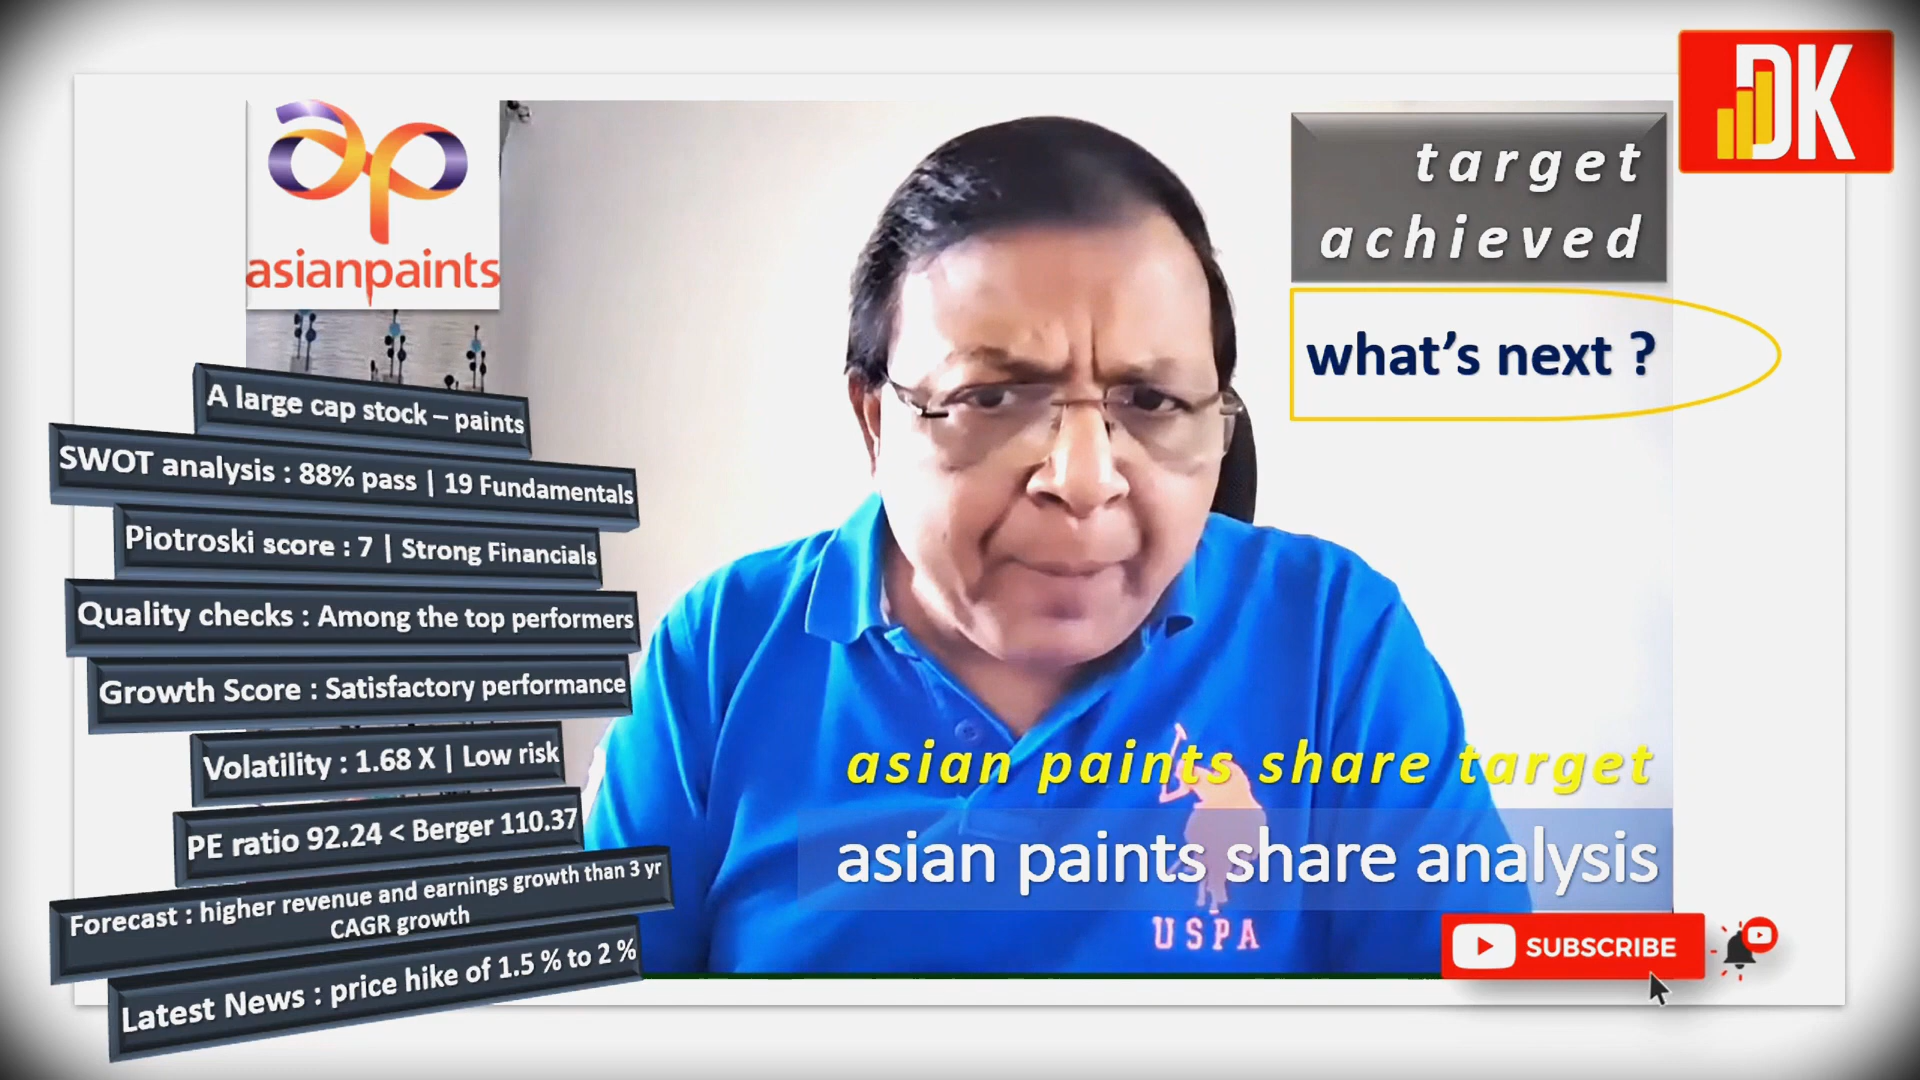 DK
ap
asianpaints
target
achieved
what's next ?
A large cap stock – paints
SWOT analysis : 88% pass | 19 Fundamentals
Piotroski score : 7 | Strong Financials
Quality checks : Among the top performers
Growth Score : Satisfactory performance
Volatility : 1.68 X | Low risk
PE ratio 92.24 < Berger 110.37
Forecast : higher revenue and earnings growth than 3 yr
CAGR growth
Latest News : price hike of 1.5 % to 2 %
asian paints share target
asian paints share analysis
USPA
SUBSCRIBE